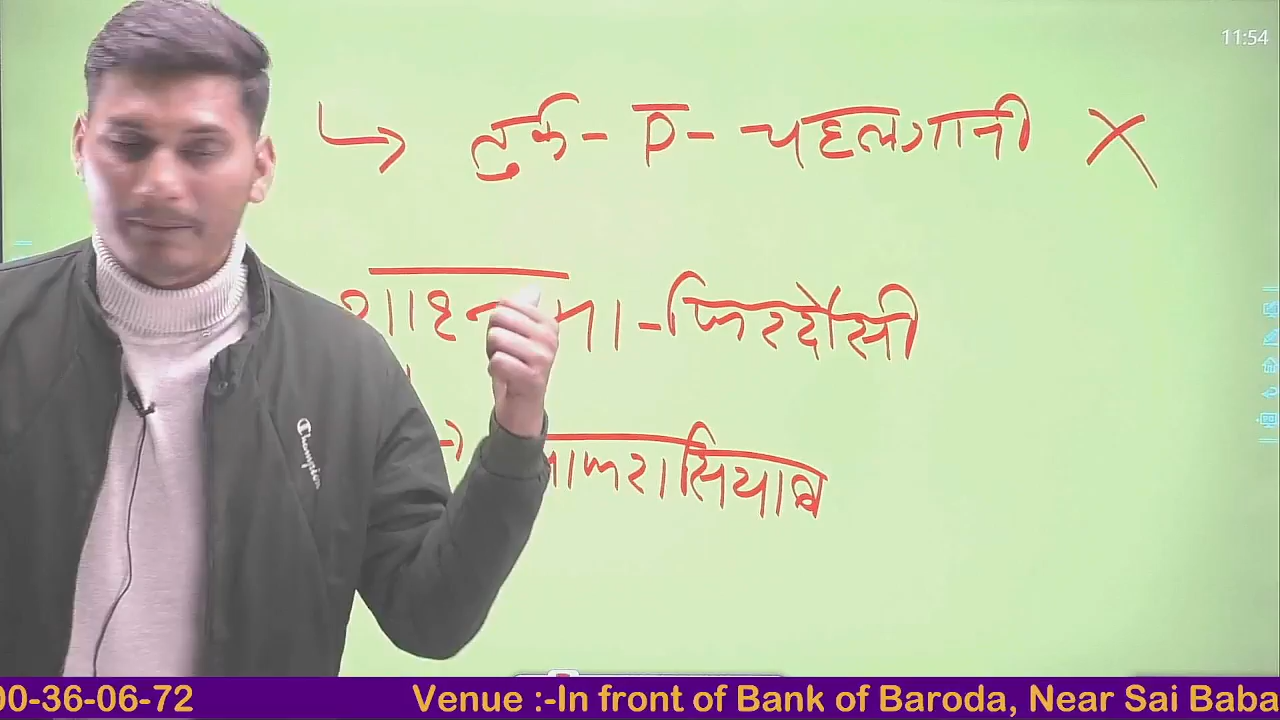 11:54
तुर्क - P - चहलगानी X
शाहनामा - फिरदौसी
आफरासियाब
Champion
00-36-06-72 Venue :-In front of Bank of Baroda, Near Sai Baba